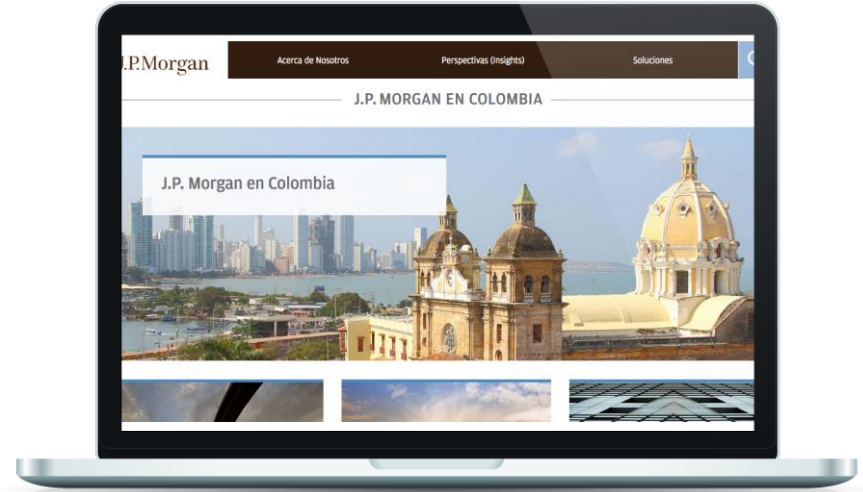 J.P.Morgan
Acerca de Nosotros
Perspectivas (Insights)
Soluciones
J.P. MORGAN EN COLOMBIA
J.P. Morgan en Colombia